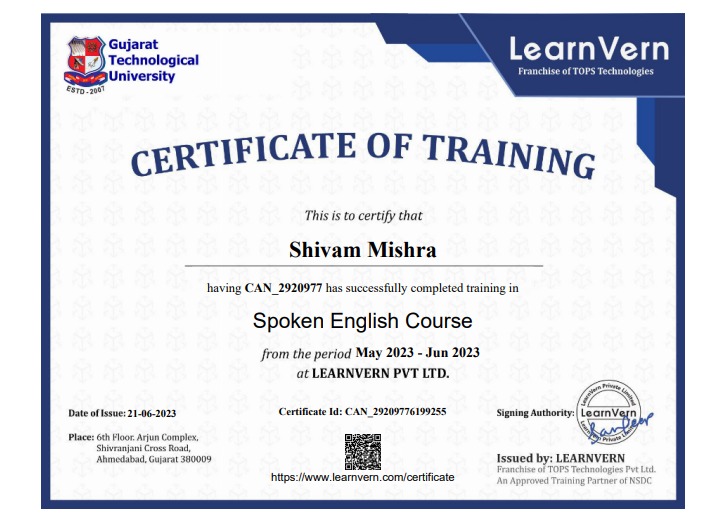 Gujarat
Technological
University
ESTD - 2007
LearnVern
Franchise of TOPS Technologies
CERTIFICATE OF TRAINING
This is to certify that
Shivam Mishra
having CAN_2920977 has successfully completed training in
Spoken English Course
from the period May 2023 - Jun 2023
at LEARNVERN PVT LTD.
Date of Issue: 21-06-2023
Place: 6th Floor. Arjun Complex,
Shivranjani Cross Road,
Ahmedabad, Gujarat 380009
Certificate Id: CAN_29209776199255
https://www.learnvern.com/certificate
Signing Authority:
LearnVern Private Limited
LearnVern
Issued by: LEARNVERN
Franchise of TOPS Technologies Pvt Ltd.
An Approved Training Partner of NSDC